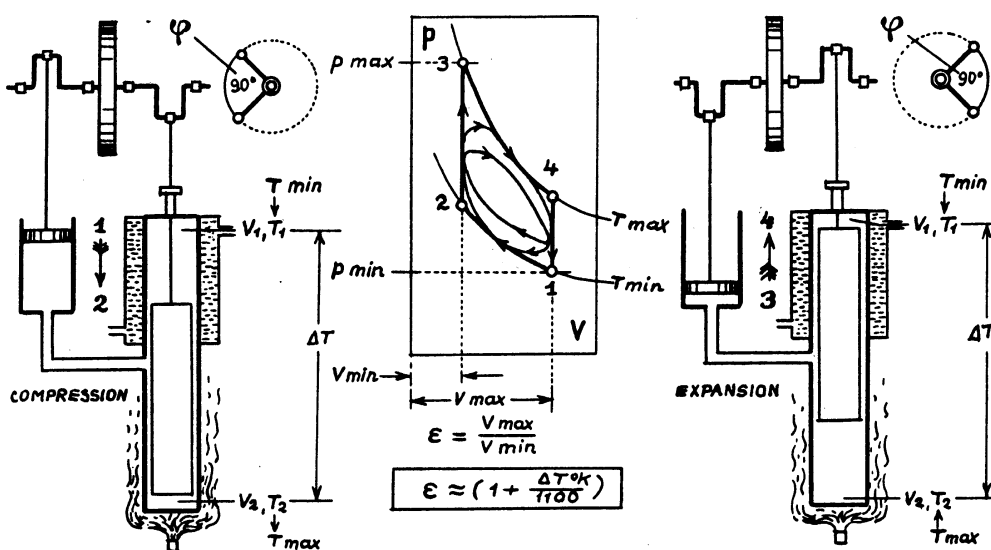 φ
90°
T min
V₁, T₁
1
2
ΔT
COMPRESSION
V₂, T₂
T max
p
p max
3
4
2
T max
p min
1
T min
V
V min
V max
ε = V max / V min
ε ≈ (1 + ΔT°K / 1100)
φ
90°
T min
V₁, T₁
4
3
ΔT
EXPANSION
V₂, T₂
T max